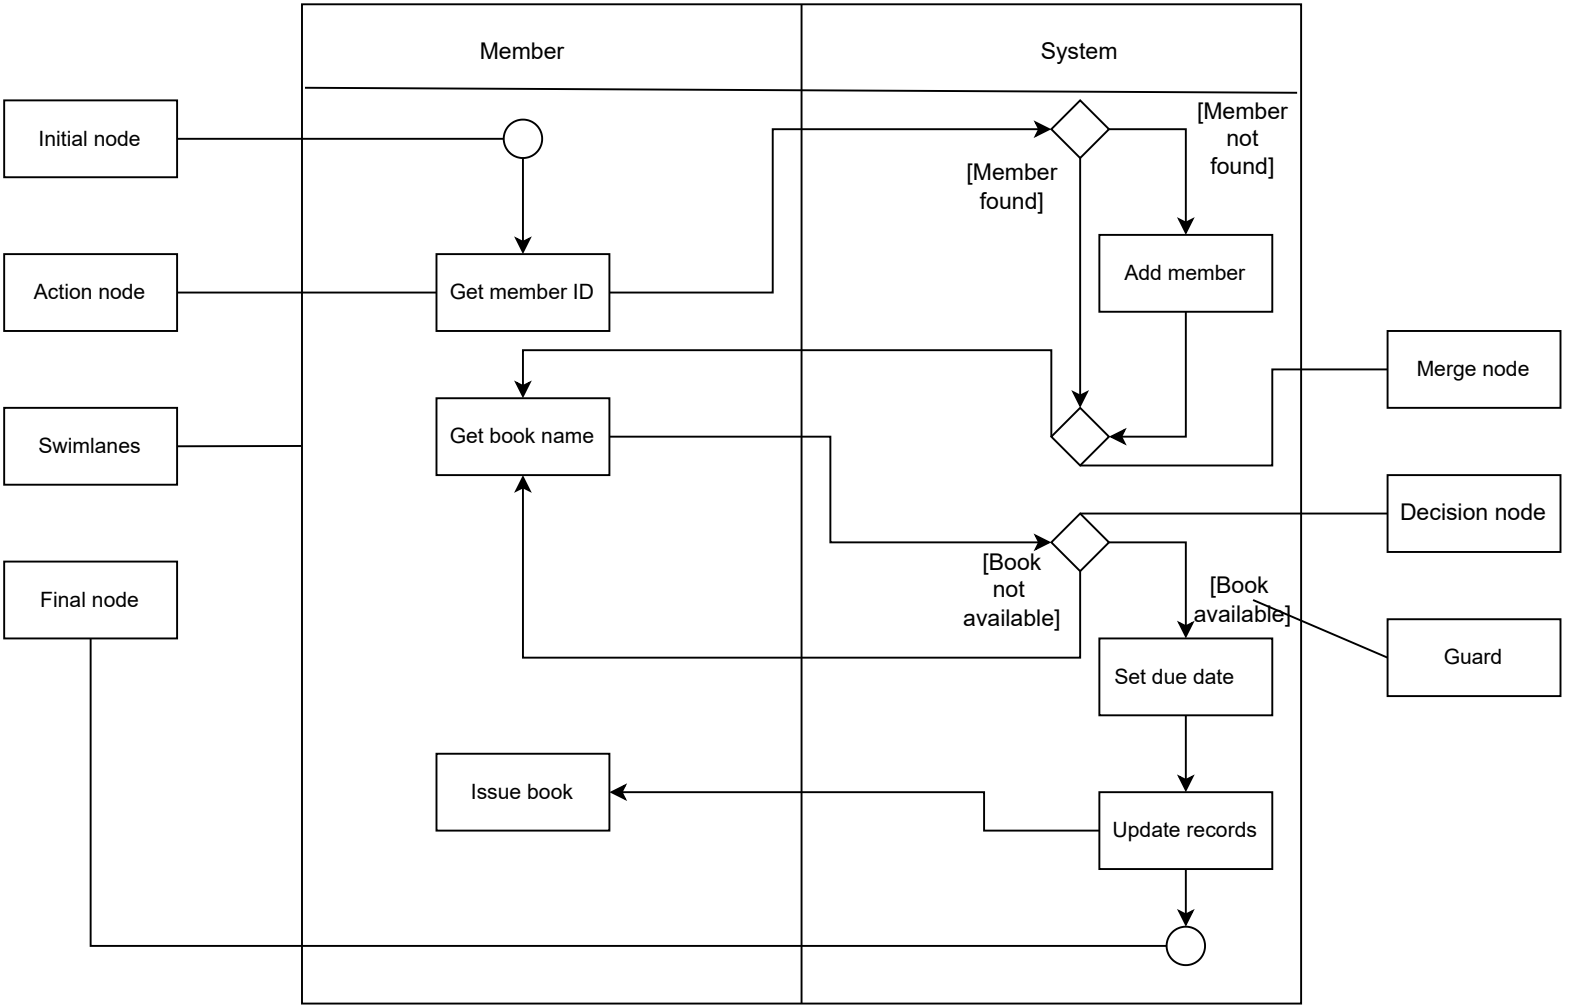 Member
System
Initial node
[Member
not
found]
[Member
found]
Action node
Get member ID
Add member
Merge node
Swimlanes
Get book name
Decision node
Final node
[Book
not
available]
[Book
available]
Guard
Set due date
Issue book
Update records